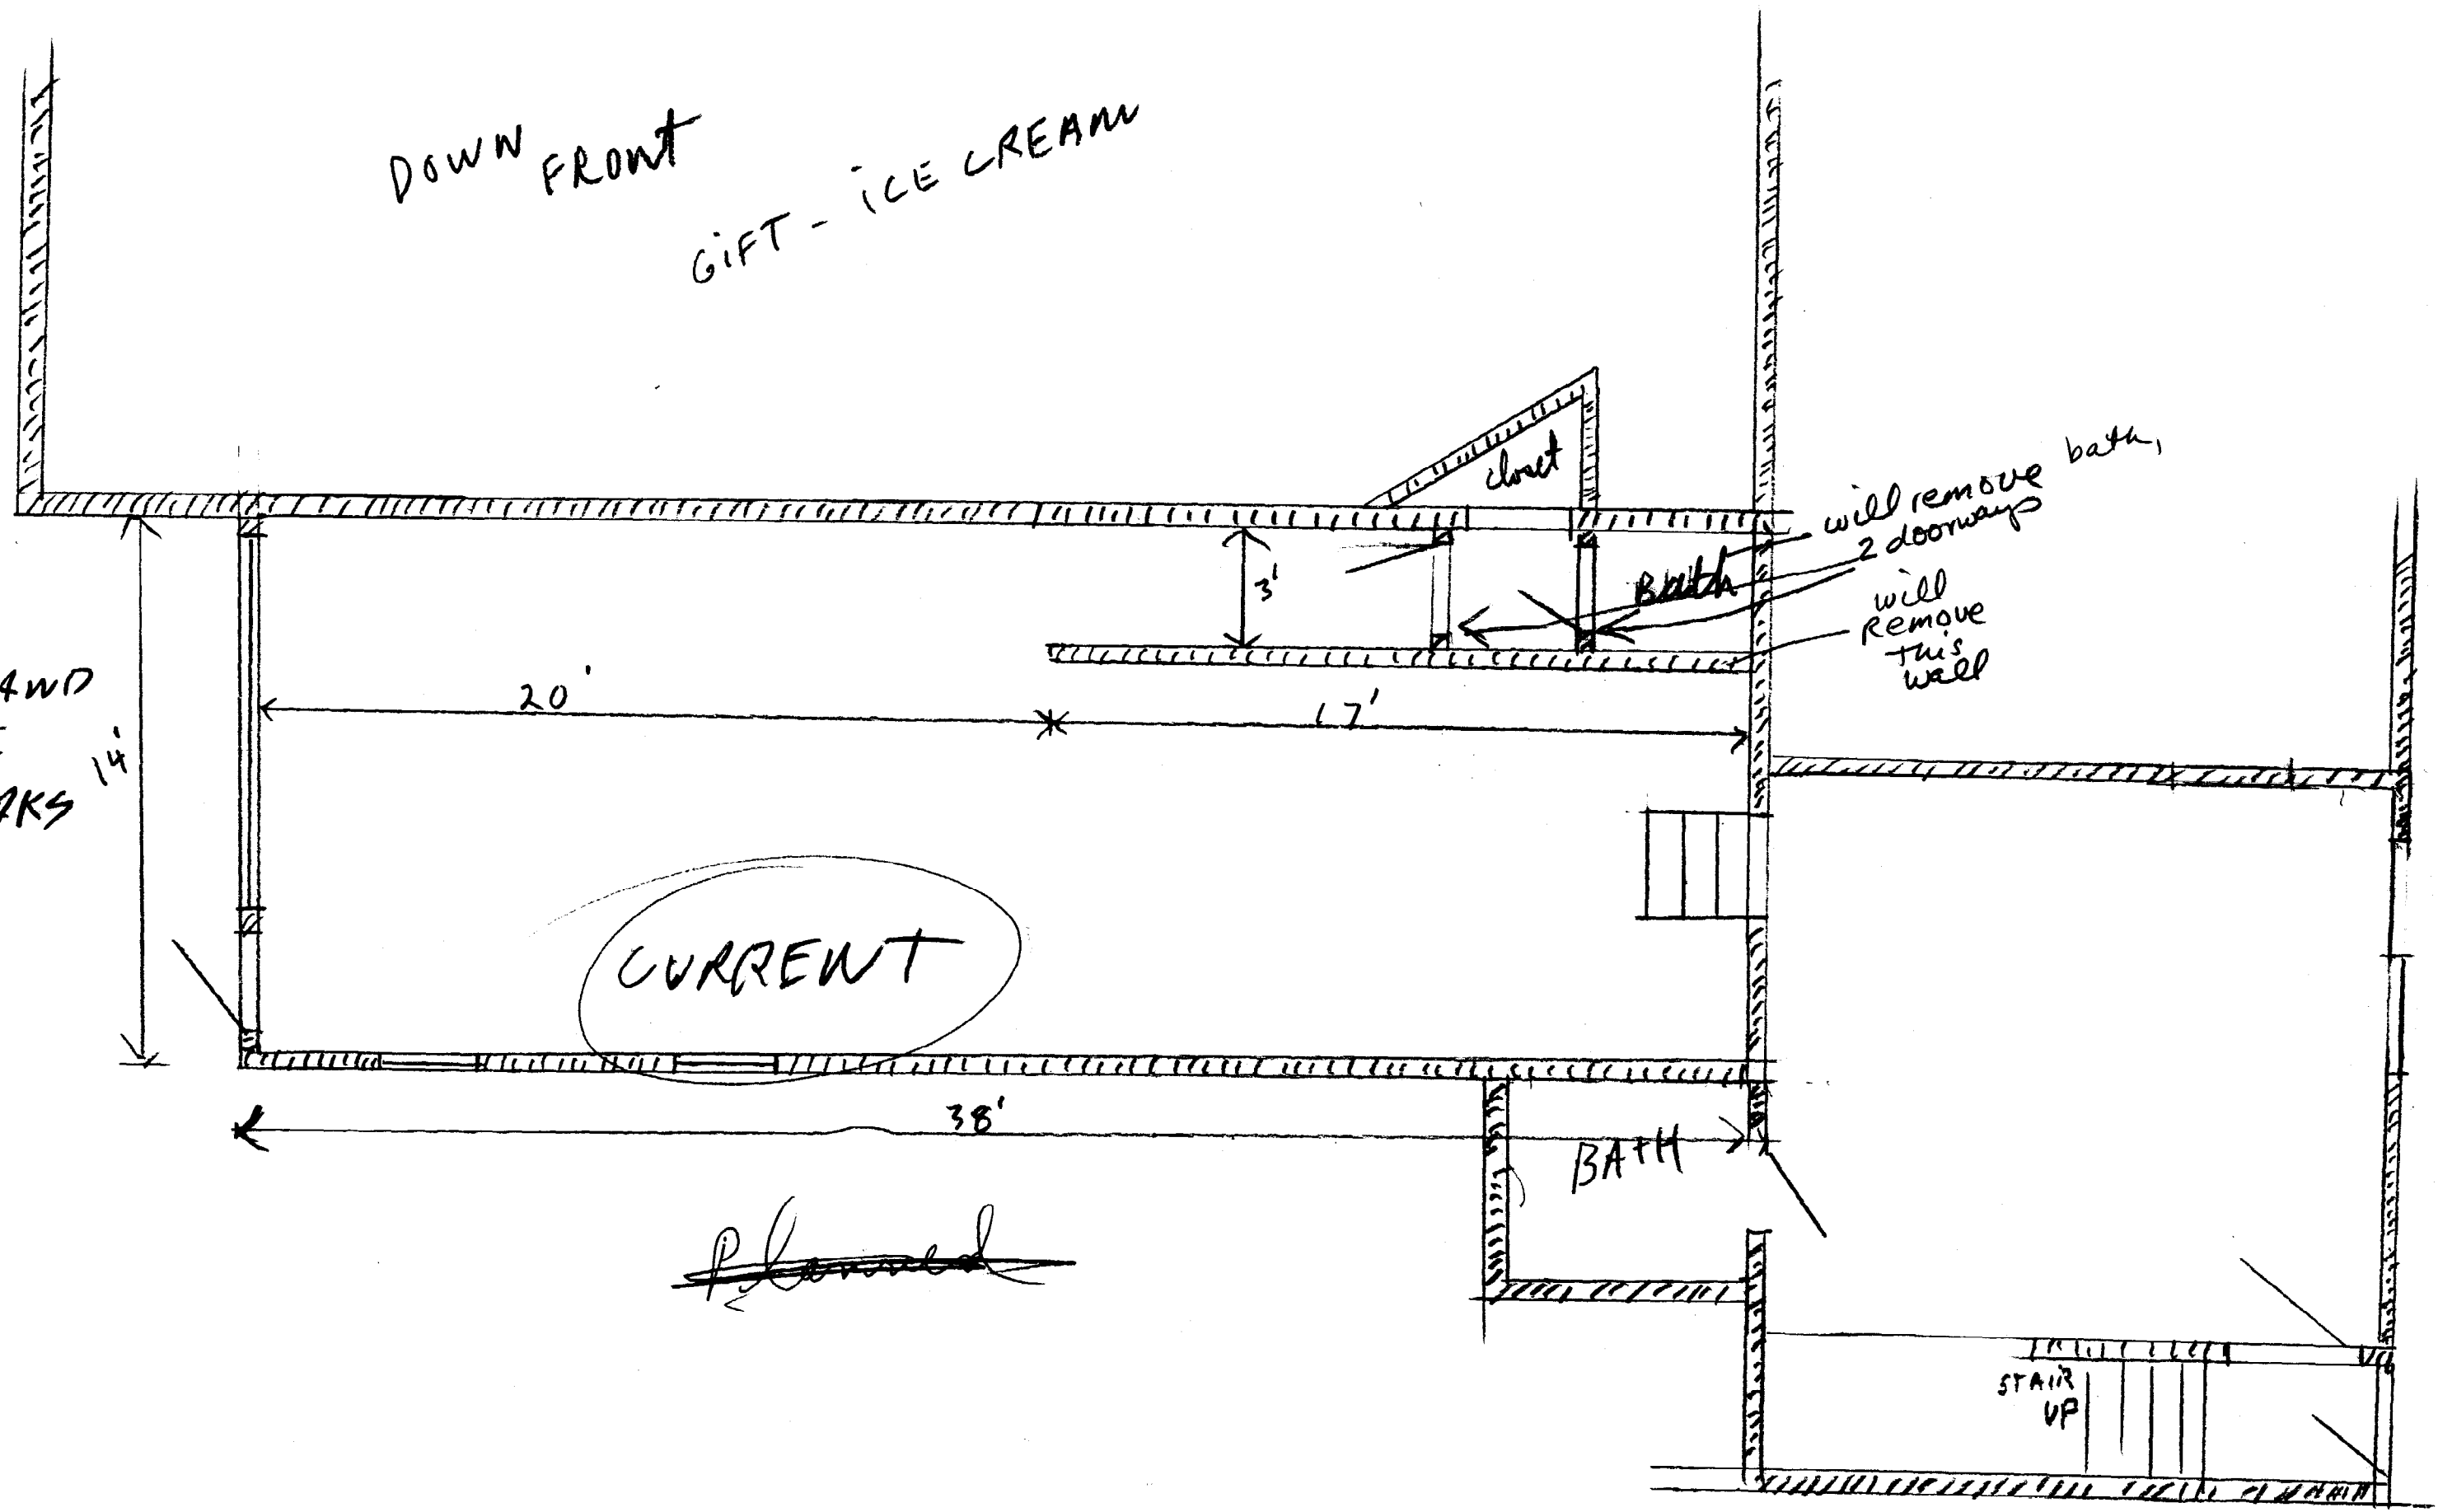 DOWN FRONT
GIFT - ICE CREAM
closet
will remove bath,
2 doorways
Bath
will
Remove
this
wall
3'
20'
17'
14'
CURRENT
38'
BATH
Planned
STAIR
UP